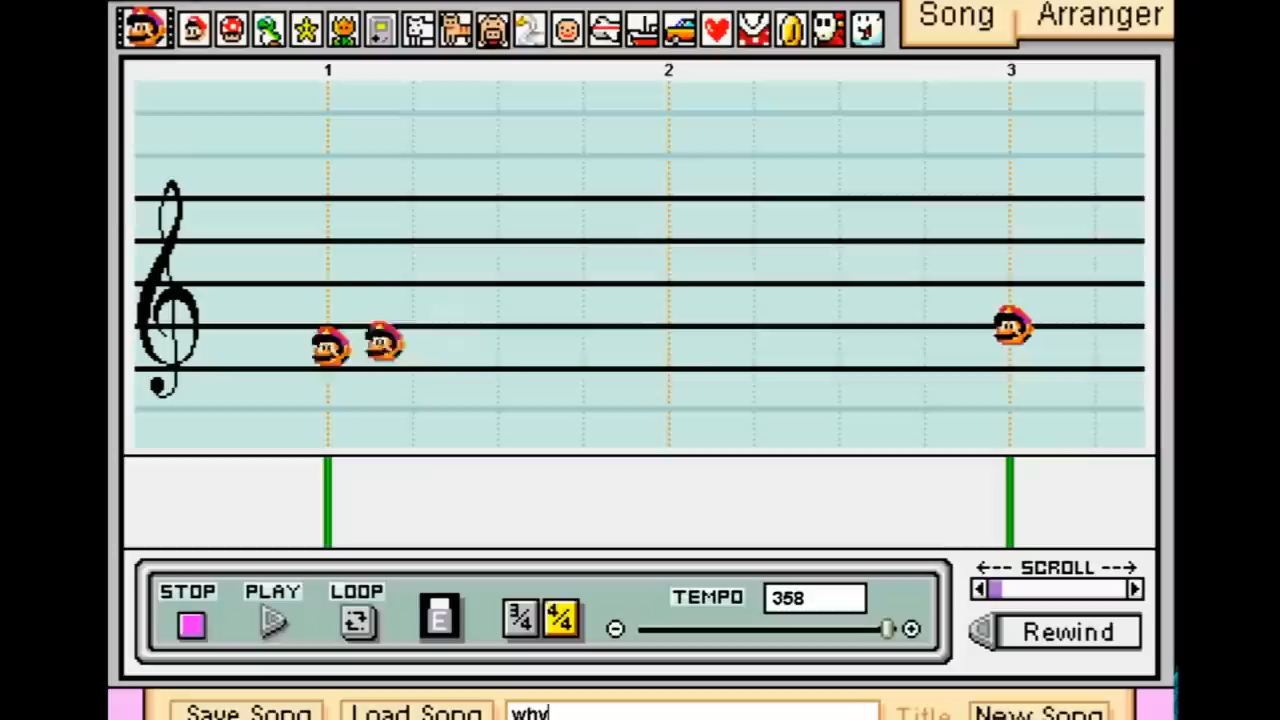 Song Arranger
1 2 3
<--- SCROLL --->
STOP PLAY LOOP TEMPO 358
E 3/4 4/4 Rewind
Save Song Load Song why Title New Song